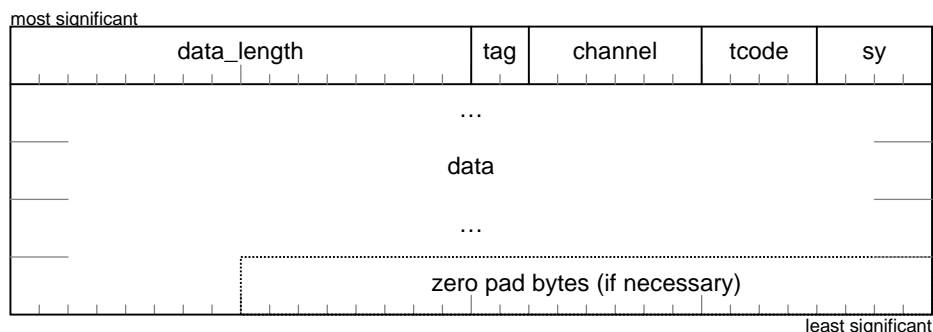 most significant
data_length tag channel tcode sy
…
data
…
zero pad bytes (if necessary)
least significant